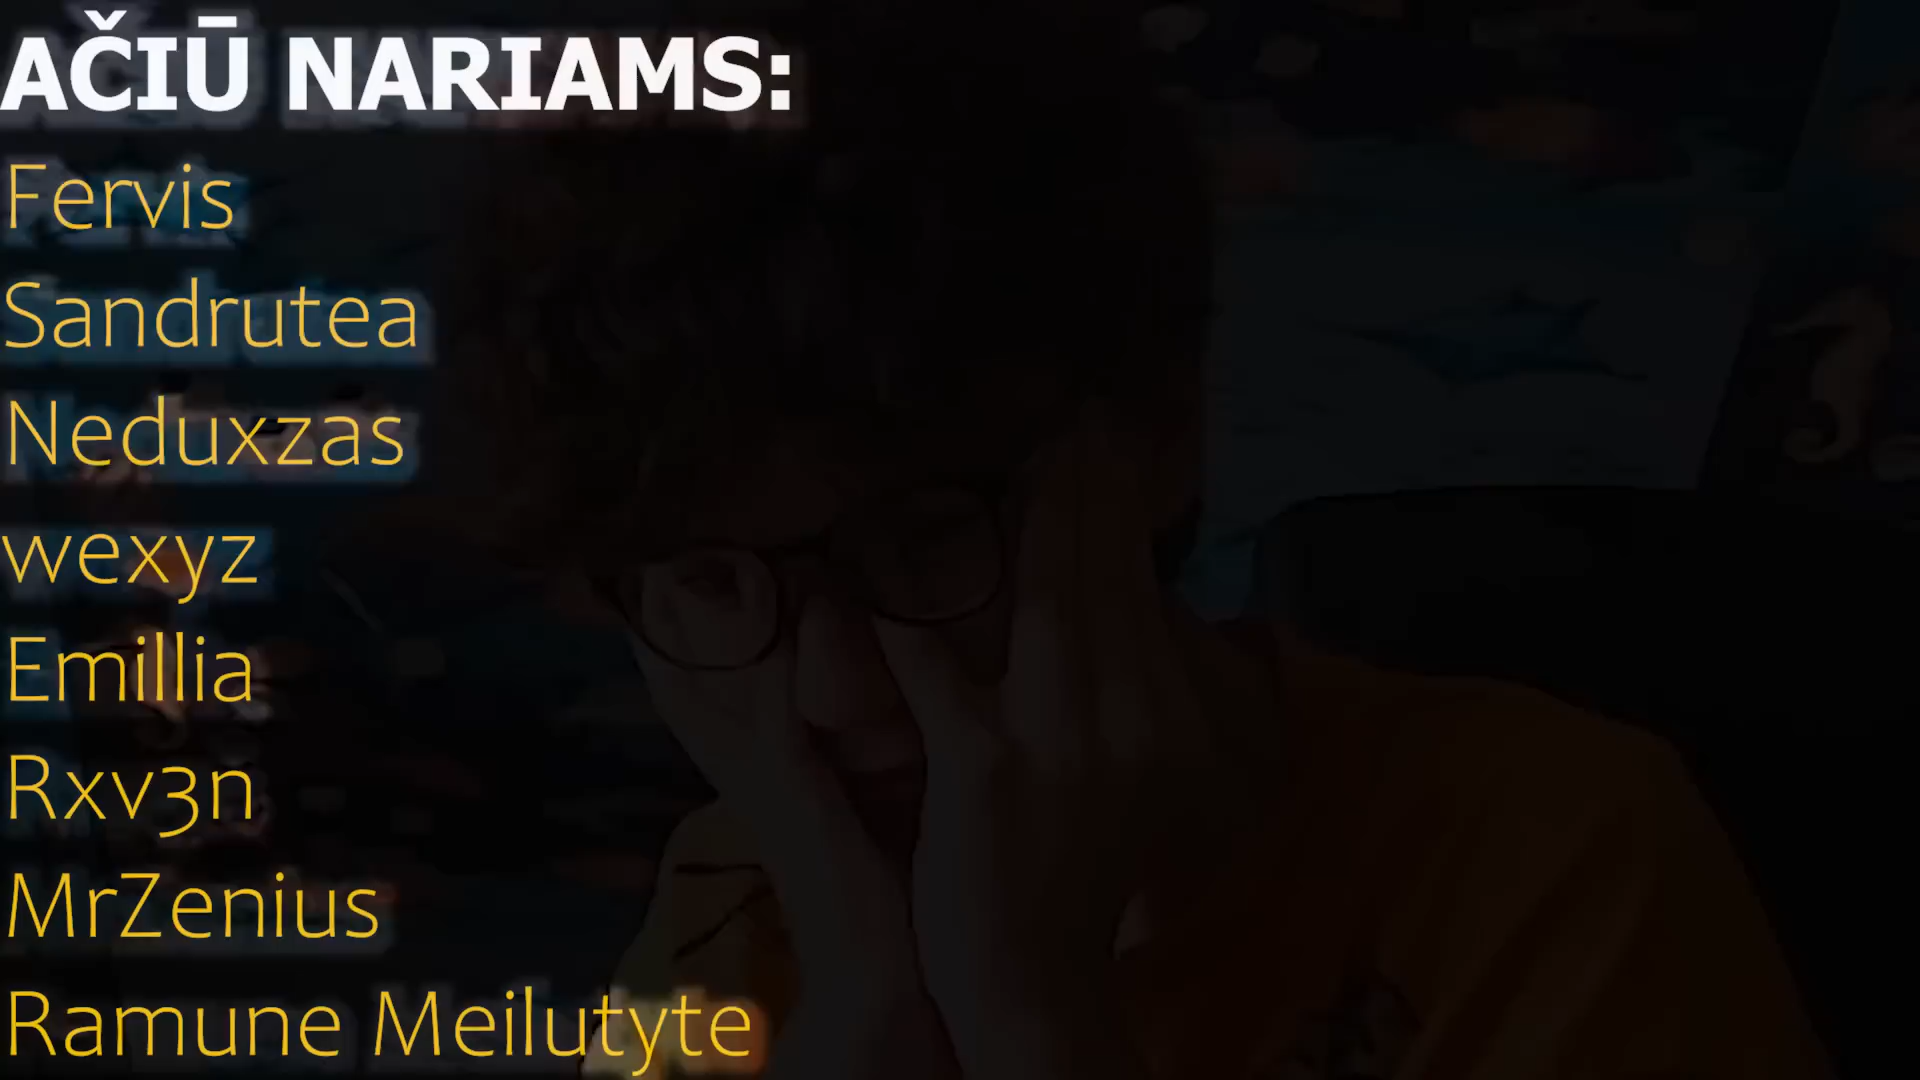 AČIŪ NARIAMS:
Fervis
Sandrutea
Neduxzas
wexyz
Emillia
Rxv3n
MrZenius
Ramune Meilutyte